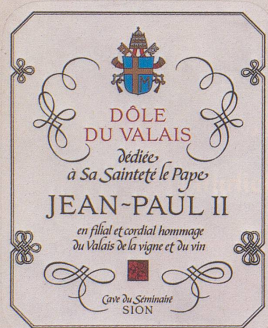 DÔLE
DU VALAIS
dédiée
à Sa Sainteté le Pape
JEAN~PAUL II
en filial et cordial hommage
du Valais de la vigne et du vin
Cave du Séminaire
SION